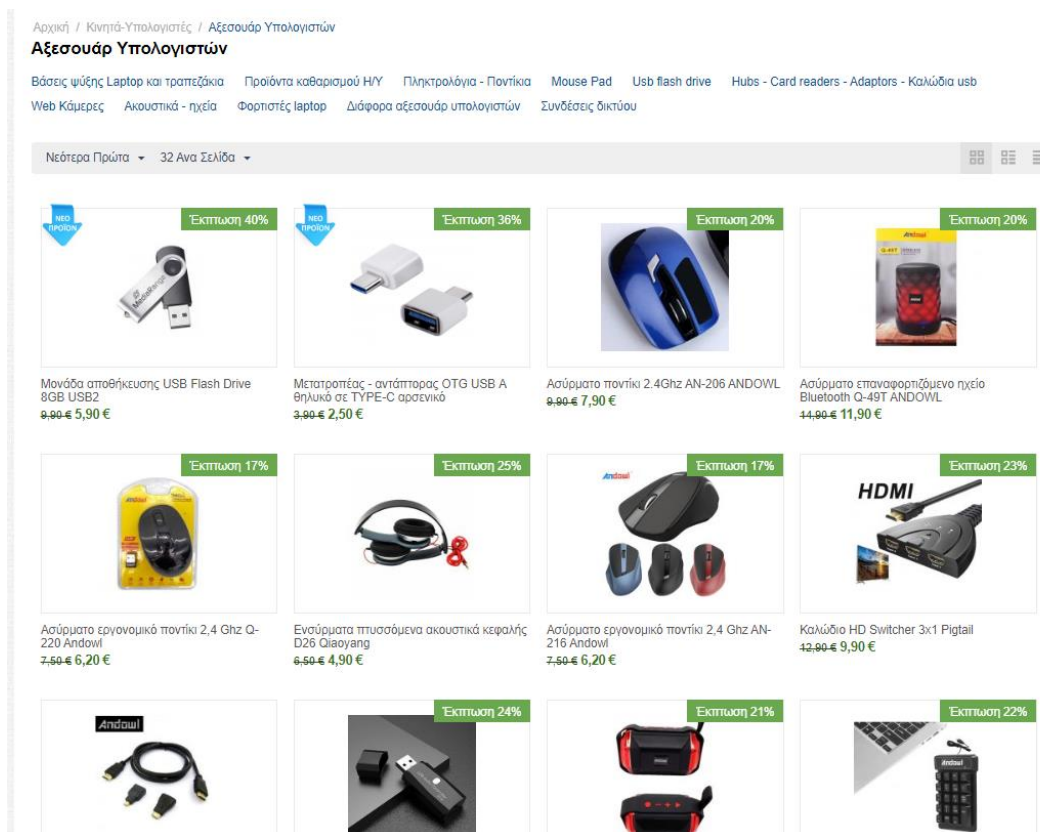 Αρχική / Κινητά-Υπολογιστές / Αξεσουάρ Υπολογιστών
Αξεσουάρ Υπολογιστών
Βάσεις ψύξης Laptop και τραπεζάκια Προϊόντα καθαρισμού Η/Υ Πληκτρολόγια - Ποντίκια Mouse Pad Usb flash drive Hubs - Card readers - Adaptors - Καλώδια usb
Web Κάμερες Ακουστικά - ηχεία Φορτιστές laptop Διάφορα αξεσουάρ υπολογιστών Συνδέσεις δικτύου
Νεότερα Πρώτα 32 Ανα Σελίδα
ΝΕΟ ΠΡΟΪΟΝ
Έκπτωση 40%
ΝΕΟ ΠΡΟΪΟΝ
Έκπτωση 36%
Έκπτωση 20%
Έκπτωση 20%
MediaRange
Andowl
Q-49T
Μονάδα αποθήκευσης USB Flash Drive
8GB USB2
9,90 € 5,90 €
Μετατροπέας - αντάπτορας OTG USB A
θηλυκό σε TYPE-C αρσενικό
3,90 € 2,50 €
Ασύρματο ποντίκι 2.4Ghz AN-206 ANDOWL
9,90 € 7,90 €
Ασύρματο επαναφορτιζόμενο ηχείο
Bluetooth Q-49T ANDOWL
14,90 € 11,90 €
Έκπτωση 17%
Έκπτωση 25%
Έκπτωση 17%
Έκπτωση 23%
Andowl
Andowl
HDMI
Ασύρματο εργονομικό ποντίκι 2,4 Ghz Q-
220 Andowl
7,50 € 6,20 €
Ενσύρματα πτυσσόμενα ακουστικά κεφαλής
D26 Qiaoyang
6,50 € 4,90 €
Ασύρματο εργονομικό ποντίκι 2,4 Ghz AN-
216 Andowl
7,50 € 6,20 €
Καλώδιο HD Switcher 3x1 Pigtail
12,90 € 9,90 €
Έκπτωση 24%
Έκπτωση 21%
Έκπτωση 22%
Andowl
Andowl